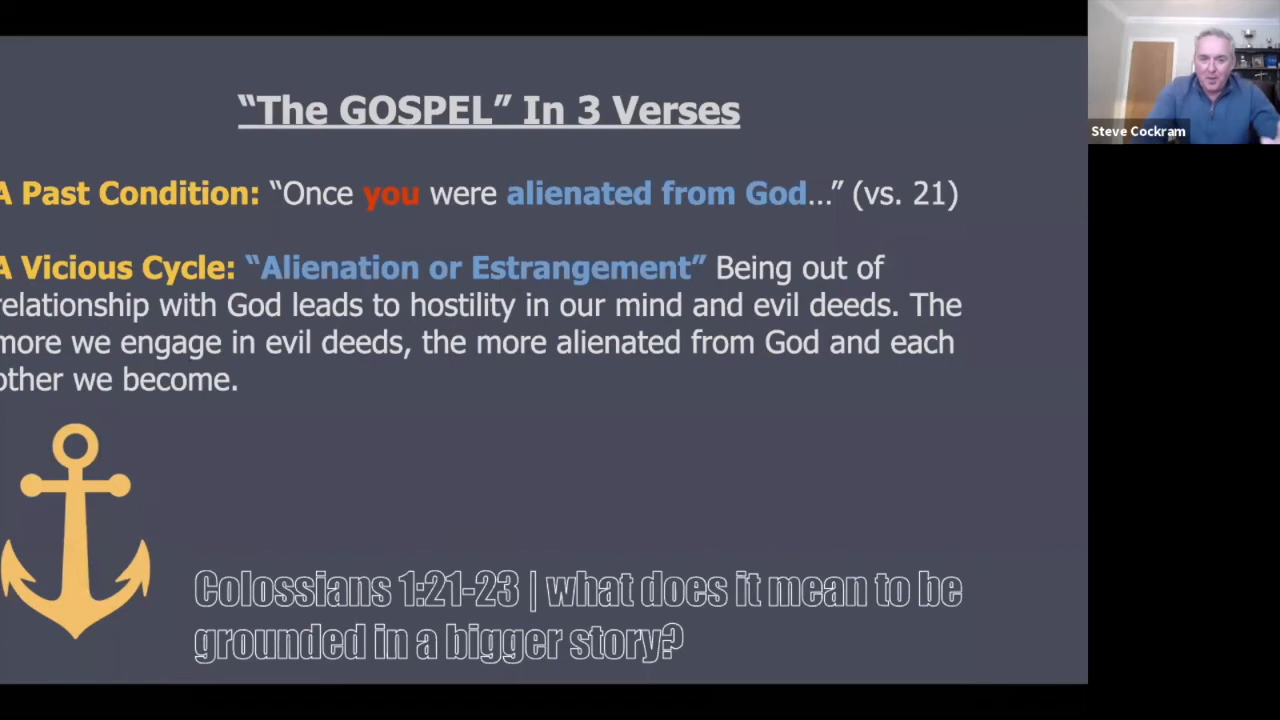 “The GOSPEL” In 3 Verses
Steve Cockram
A Past Condition: “Once you were alienated from God…” (vs. 21)
A Vicious Cycle: “Alienation or Estrangement” Being out of
relationship with God leads to hostility in our mind and evil deeds. The
more we engage in evil deeds, the more alienated from God and each
other we become.
Colossians 1:21-23 | what does it mean to be
grounded in a bigger story?